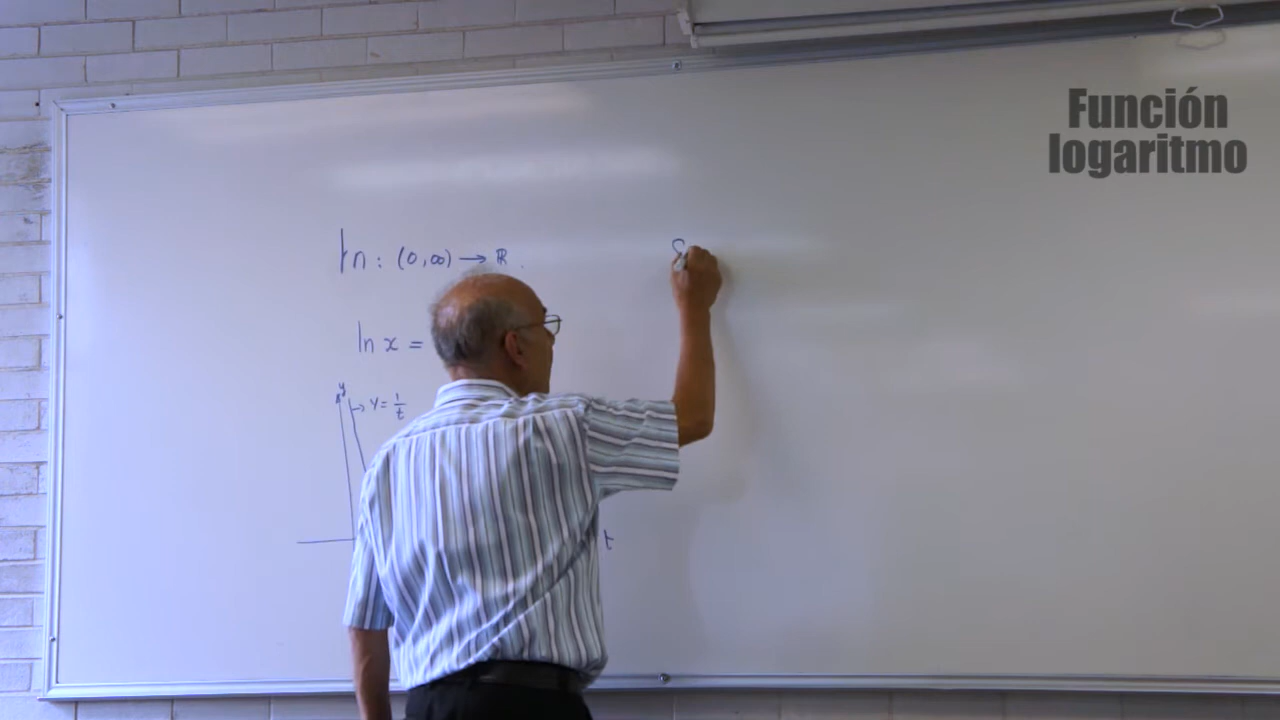 Función
logaritmo
ln : (0,∞) → ℝ.
ln x =
y
→ y = 1/t
t